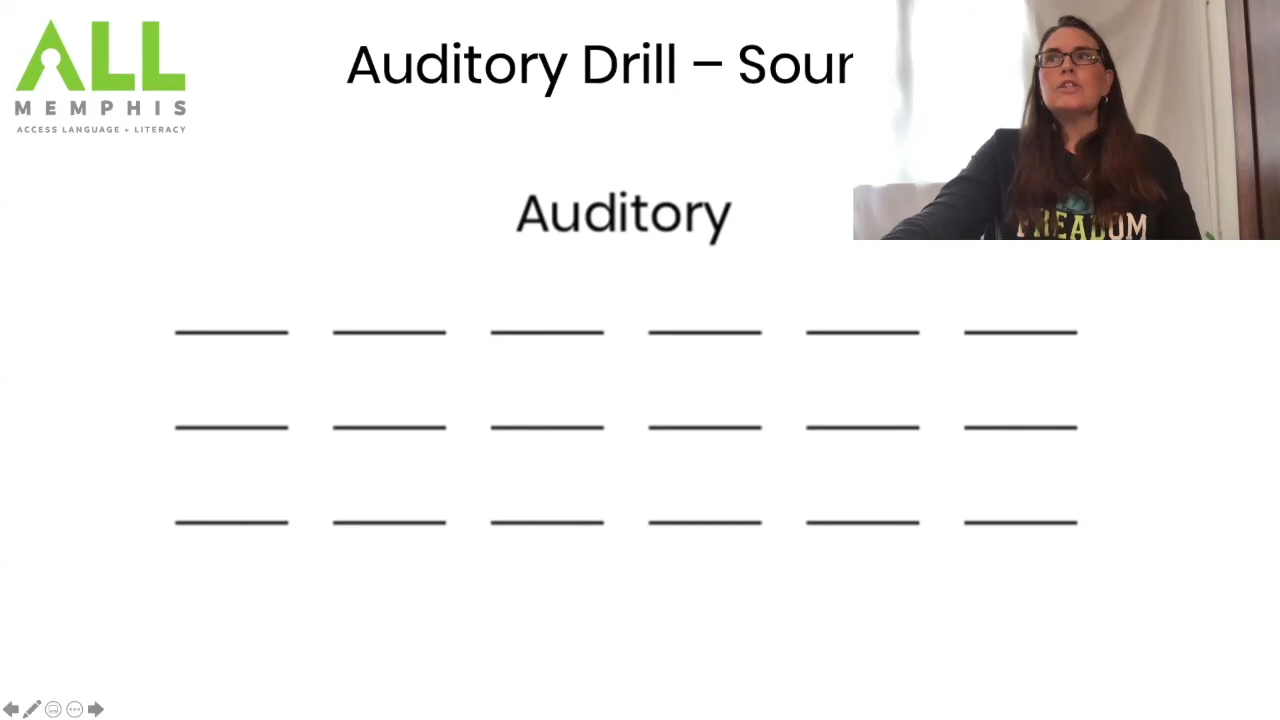 ALL
MEMPHIS
ACCESS LANGUAGE + LITERACY
Auditory Drill – Sour
Auditory
FREADOM